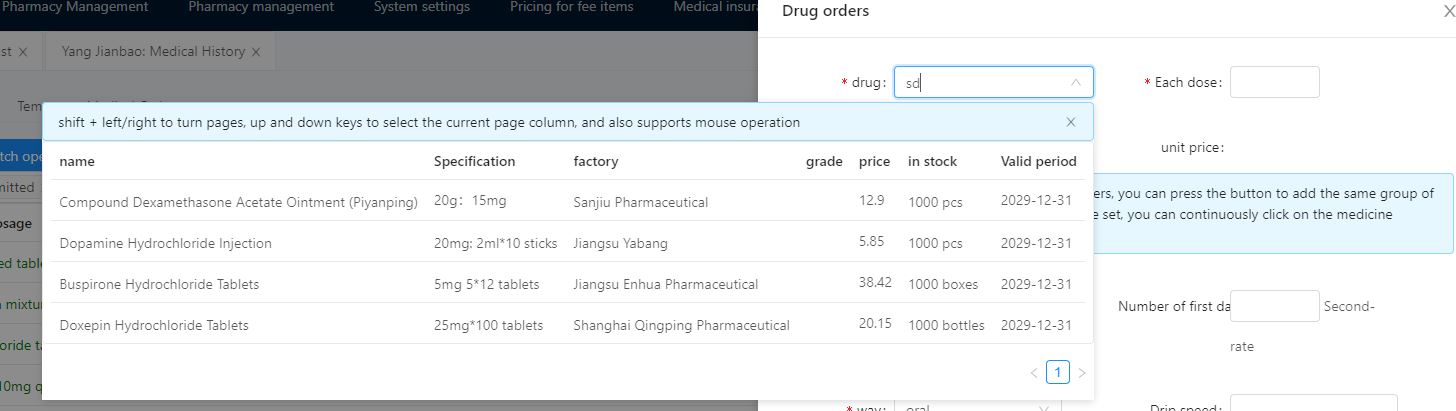 Pharmacy Management Pharmacy management System settings Pricing for fee items Medical insura
Drug orders
st Yang Jianbao: Medical History
* drug: sd * Each dose:
shift + left/right to turn pages, up and down keys to select the current page column, and also supports mouse operation
tch ope unit price:
name Specification factory grade price in stock Valid period
mitted
ers, you can press the button to add the same group of
Compound Dexamethasone Acetate Ointment (Piyanping) 20g: 15mg Sanjiu Pharmaceutical 12.9 1000 pcs 2029-12-31
e set, you can continuously click on the medicine
osage
Dopamine Hydrochloride Injection 20mg: 2ml*10 sticks Jiangsu Yabang 5.85 1000 pcs 2029-12-31
ed table
Buspirone Hydrochloride Tablets 5mg 5*12 tablets Jiangsu Enhua Pharmaceutical 38.42 1000 boxes 2029-12-31
n mixtu
Number of first da Second-
rate
Doxepin Hydrochloride Tablets 25mg*100 tablets Shanghai Qingping Pharmaceutical 20.15 1000 bottles 2029-12-31
oride t
1
10mg q
* way: oral Drip speed: